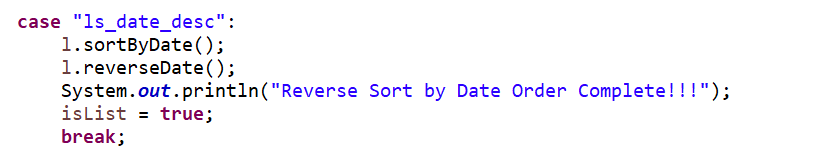 case "ls_date_desc":
    l.sortByDate();
    l.reverseDate();
    System.out.println("Reverse Sort by Date Order Complete!!!");
    isList = true;
    break;